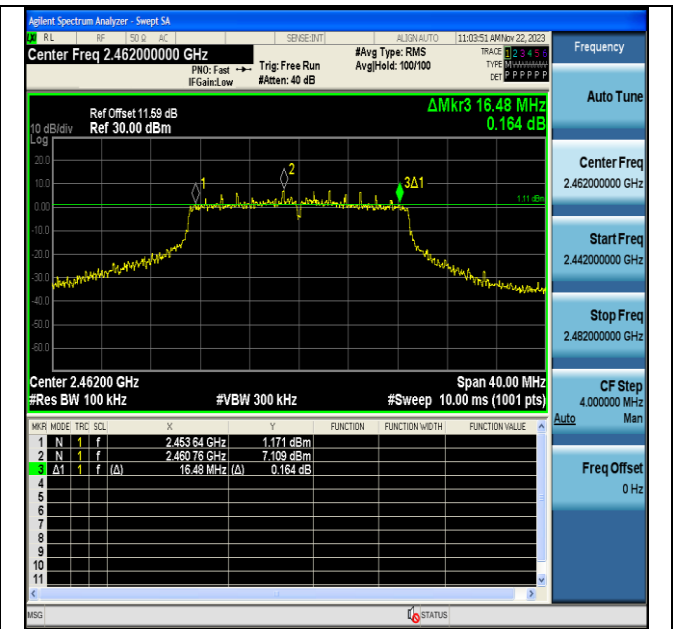 Agilent Spectrum Analyzer - Swept SA
RL RF 50 Ω AC SENSE:INT ALIGN AUTO 11:03:51 AM Nov 22, 2023
Center Freq 2.462000000 GHz
PNO: Fast
IFGain:Low
Trig: Free Run
#Atten: 40 dB
#Avg Type: RMS
Avg|Hold: 100/100
TRACE 1 2 3 4 5 6
TYPE MWWWWW
DET P P P P P P
Frequency
ΔMkr3 16.48 MHz
0.164 dB
Ref Offset 11.59 dB
10 dB/div Ref 30.00 dBm
Log
20.0
10.0
0.00
-10.0
-20.0
-30.0
-40.0
-50.0
-60.0
1
2
3Δ1
1.11 dBm
Center 2.46200 GHz Span 40.00 MHz
#Res BW 100 kHz #VBW 300 kHz #Sweep 10.00 ms (1001 pts)
MKR MODE TRC SCL X Y FUNCTION FUNCTION WIDTH FUNCTION VALUE
1 N 1 f 2.453 64 GHz 1.171 dBm
2 N 1 f 2.460 76 GHz 7.109 dBm
3 Δ1 1 f (Δ) 16.48 MHz (Δ) 0.164 dB
4
5
6
7
8
9
10
11
MSG STATUS
Auto Tune
Center Freq
2.462000000 GHz
Start Freq
2.442000000 GHz
Stop Freq
2.482000000 GHz
CF Step
4.000000 MHz
Auto Man
Freq Offset
0 Hz